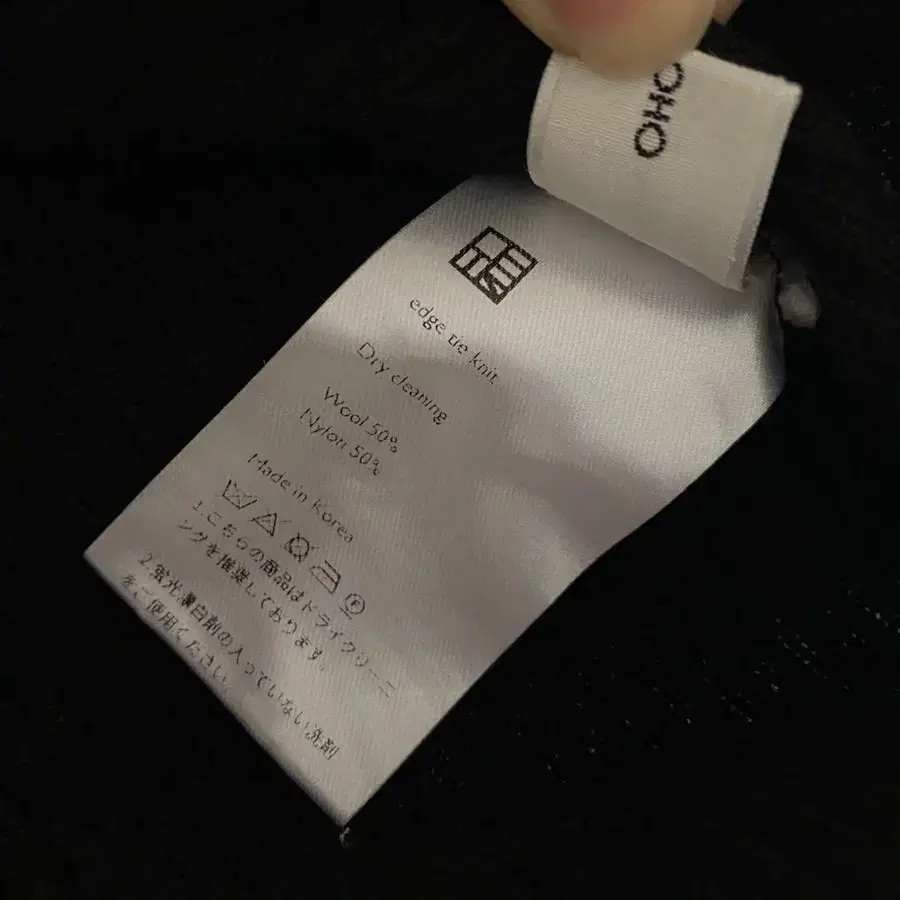 OHO
edge tie knit
Dry cleaning
Wool 50%
Nylon 50%
Made in Korea
1.こちらの商品はドライクリーニ
ングを推奨しております。
2.蛍光漂白剤の入っていない洗剤
をご使用ください。